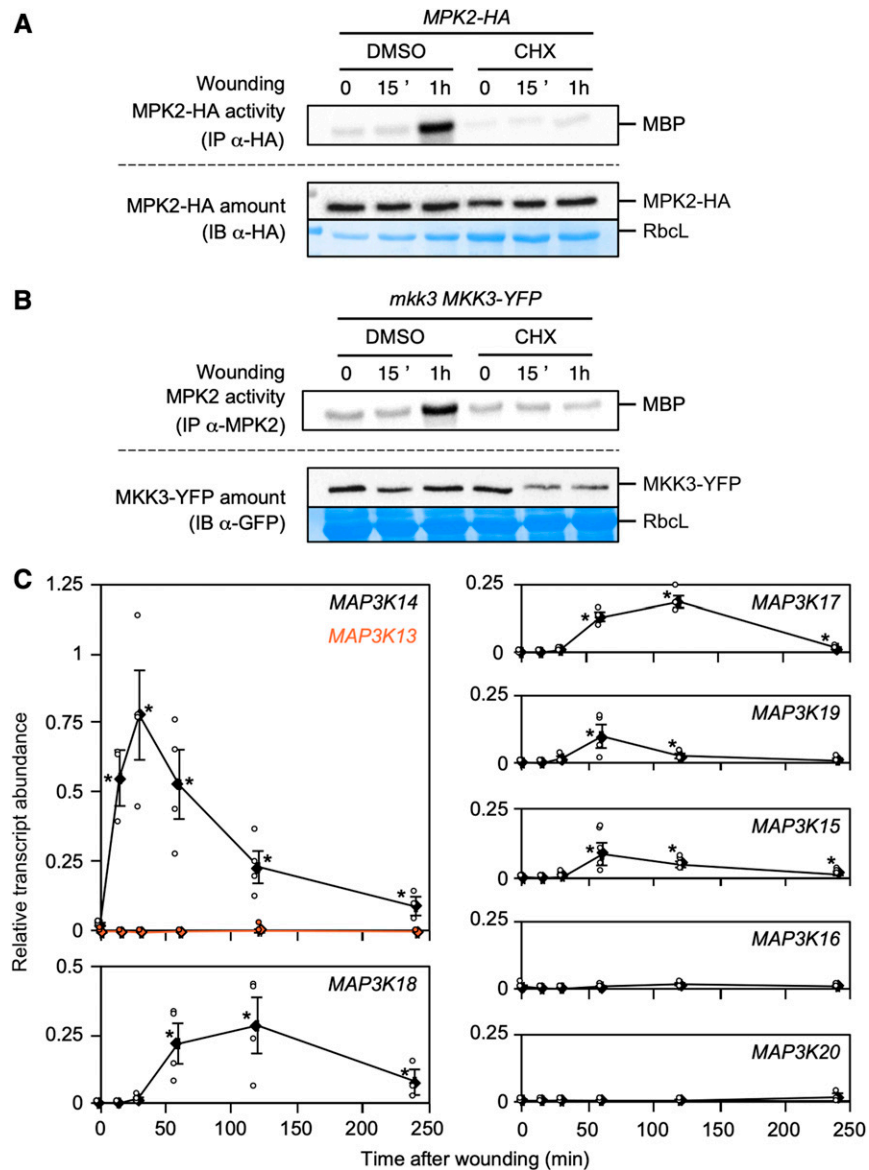 A
MPK2-HA
DMSO CHX
Wounding 0 15 ’ 1h 0 15 ’ 1h
MPK2-HA activity
(IP α-HA)
MBP
MPK2-HA amount
(IB α-HA)
MPK2-HA
RbcL
B
mkk3 MKK3-YFP
DMSO CHX
Wounding 0 15 ’ 1h 0 15 ’ 1h
MPK2 activity
(IP α-MPK2)
MBP
MKK3-YFP amount
(IB α-GFP)
MKK3-YFP
RbcL
C
Relative transcript abundance
1.25
1
0.75
0.5
0.25
0
MAP3K14
MAP3K13
* * * * *
0.5
0.25
0
MAP3K18
* * *
0 50 100 150 200 250
0.25
0
MAP3K17
* * *
0.25
0
MAP3K19
* *
0.25
0
MAP3K15
* * *
0.25
0
MAP3K16
0.25
0
MAP3K20
0 50 100 150 200 250
Time after wounding (min)